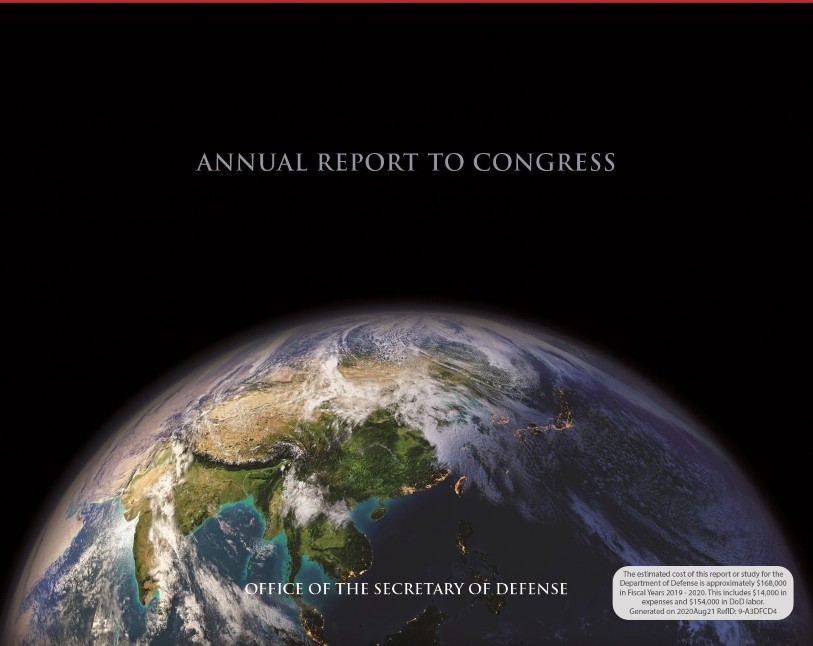 ANNUAL REPORT TO CONGRESS
OFFICE OF THE SECRETARY OF DEFENSE
The estimated cost of this report or study for the
Department of Defense is approximately $168,000
in Fiscal Years 2019 - 2020. This includes $14,000 in
expenses and $154,000 in DoD labor.
Generated on 2020Aug21 RefID: 9-A3DFCD4